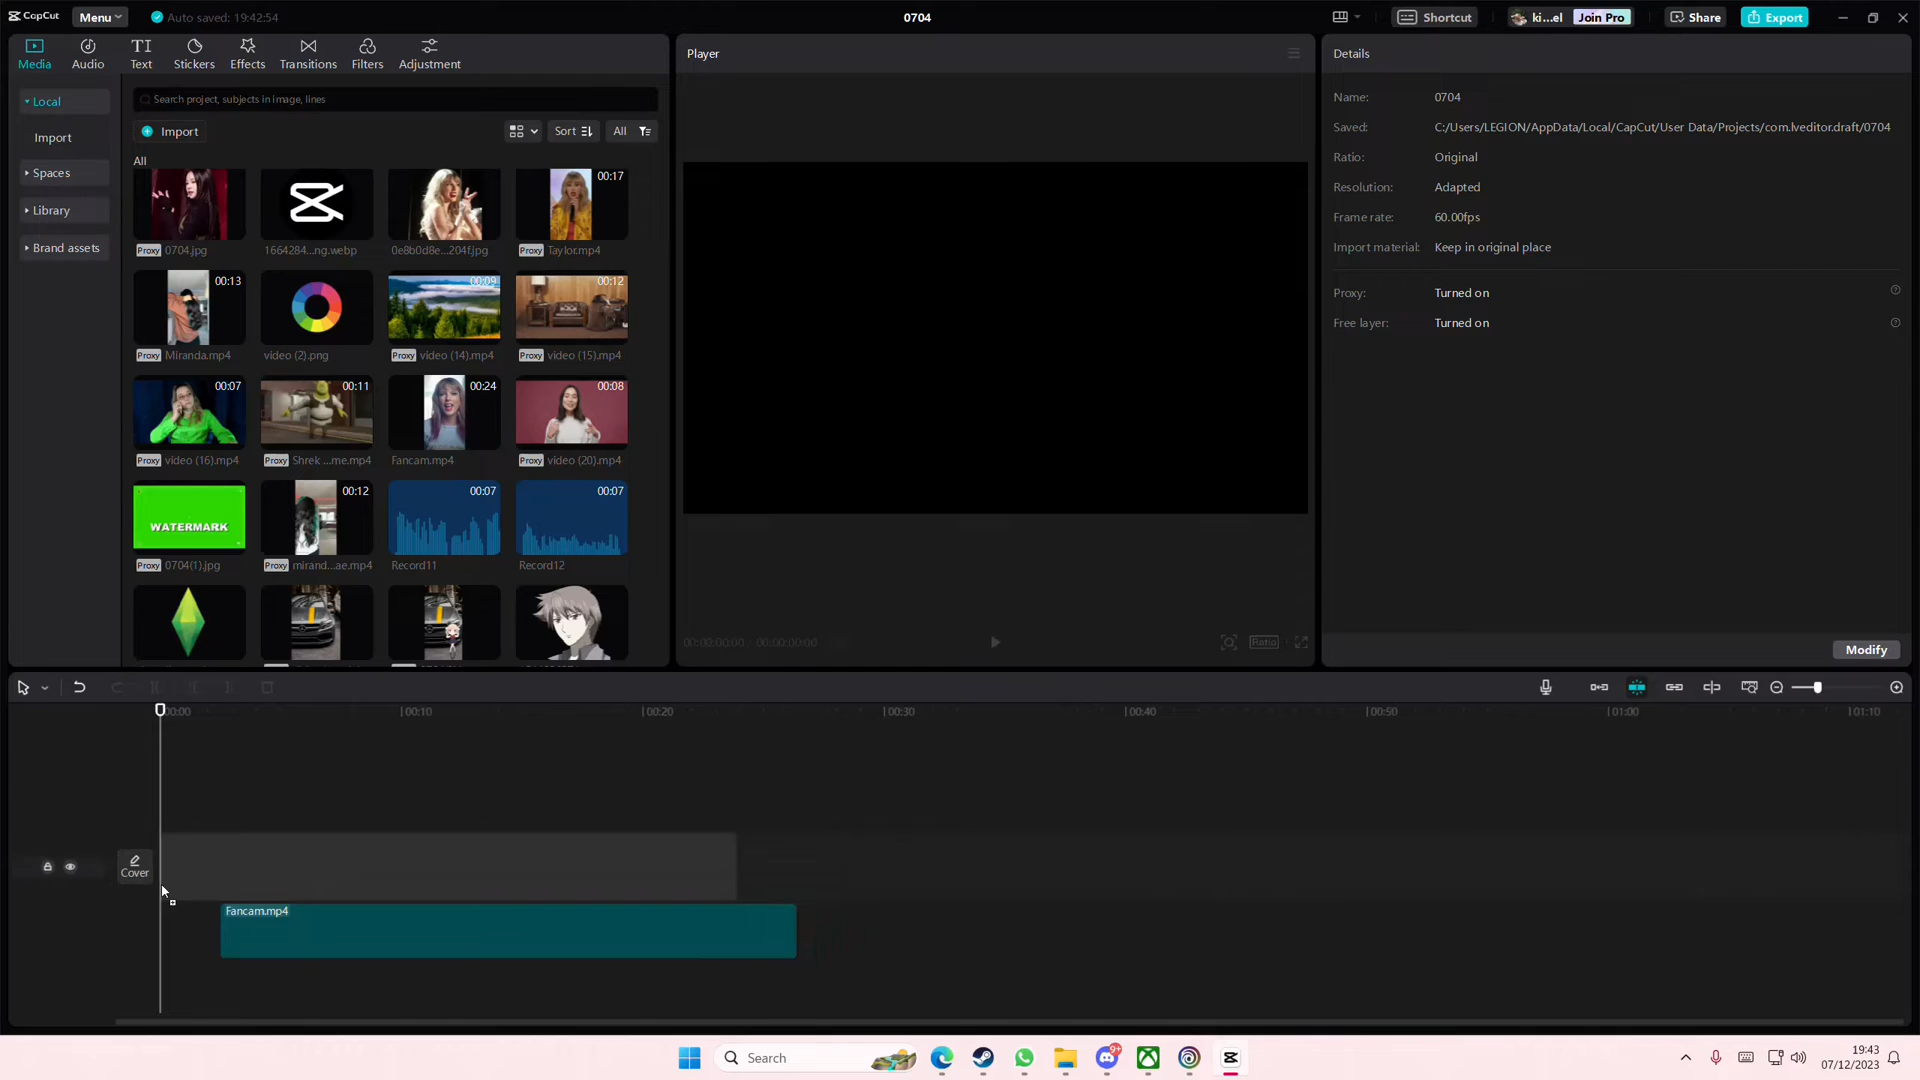 CapCut
Menu
Auto saved: 19:42:54
0704
Shortcut
ki...el
Join Pro
Share
Export
Media
Audio
Text
Stickers
Effects
Transitions
Filters
Adjustment
Player
Details
Local
Import
Spaces
Library
Brand assets
Search project, subjects in image, lines
Import
Sort
All
All
00:17
Proxy 0704.jpg
1664284...ng.webp
0e8b0d8e...204f.jpg
Proxy Taylor.mp4
00:13
00:09
00:12
Proxy Miranda.mp4
video (2).png
Proxy video (14).mp4
Proxy video (15).mp4
00:07
00:11
00:24
00:08
Proxy video (16).mp4
Proxy Shrek ...me.mp4
Fancam.mp4
Proxy video (20).mp4
WATERMARK
00:12
00:07
00:07
Proxy 0704(1).jpg
Proxy mirand...ae.mp4
Record11
Record12
00:00:00:00 / 00:00:00:00
Ratio
Name: 0704
Saved: C:/Users/LEGION/AppData/Local/CapCut/User Data/Projects/com.lveditor.draft/0704
Ratio: Original
Resolution: Adapted
Frame rate: 60.00fps
Import material: Keep in original place
Proxy: Turned on
Free layer: Turned on
Modify
00:00
00:10
00:20
00:30
00:40
00:50
01:00
01:10
Cover
Fancam.mp4
Search
9+
19:43
07/12/2023